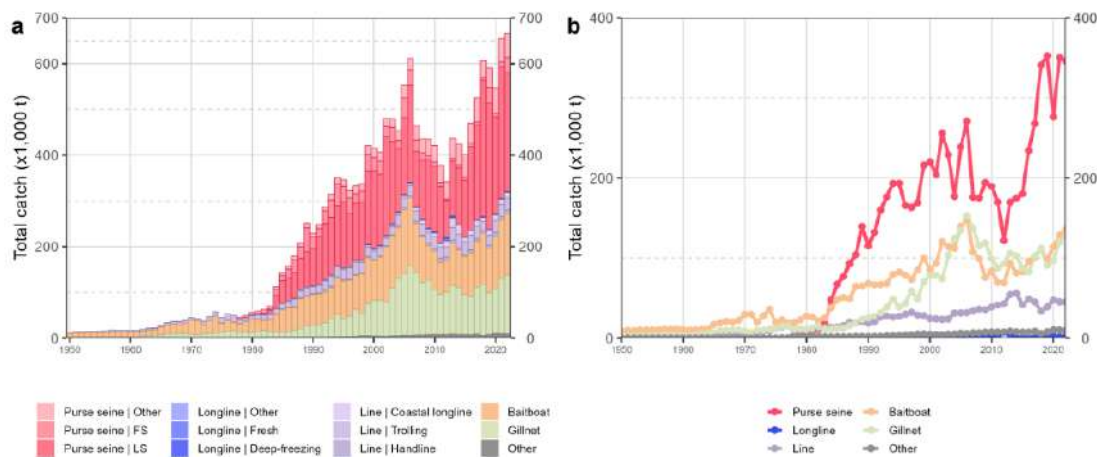 a
b
Total catch (x1,000 t)
700
600
400
200
0
700
600
400
200
0
1950 1960 1970 1980 1990 2000 2010 2020
Total catch (x1,000 t)
400
200
0
400
200
0
1950 1960 1970 1980 1990 2000 2010 2020
Purse seine | Other Longline | Other Line | Coastal longline Baitboat
Purse seine | FS Longline | Fresh Line | Trolling Gillnet
Purse seine | LS Longline | Deep-freezing Line | Handline Other
Purse seine Baitboat
Longline Gillnet
Line Other